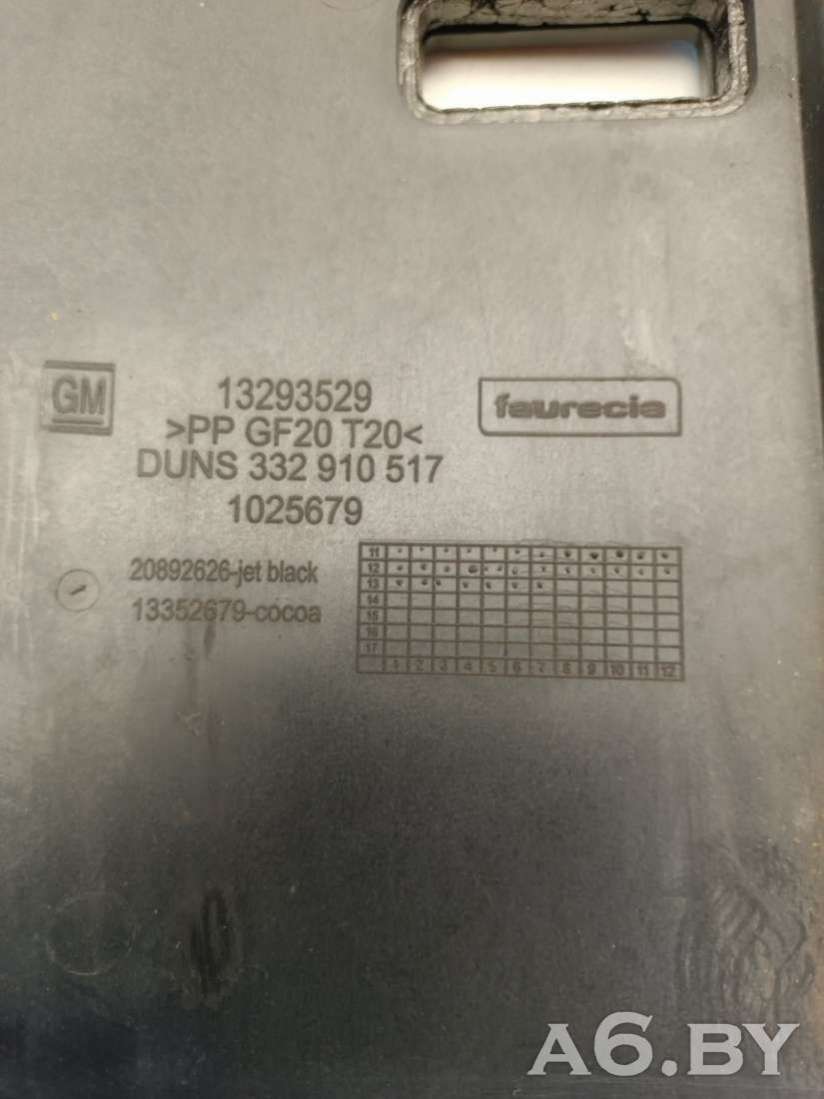 GM
13293529
>PP GF20 T20<
DUNS 332 910 517
1025679
faurecia
20892626-jet black
13352679-cocoa
11
12
13
14
15
16
17
1 2 3 4 5 6 7 8 9 10 11 12
A6.BY